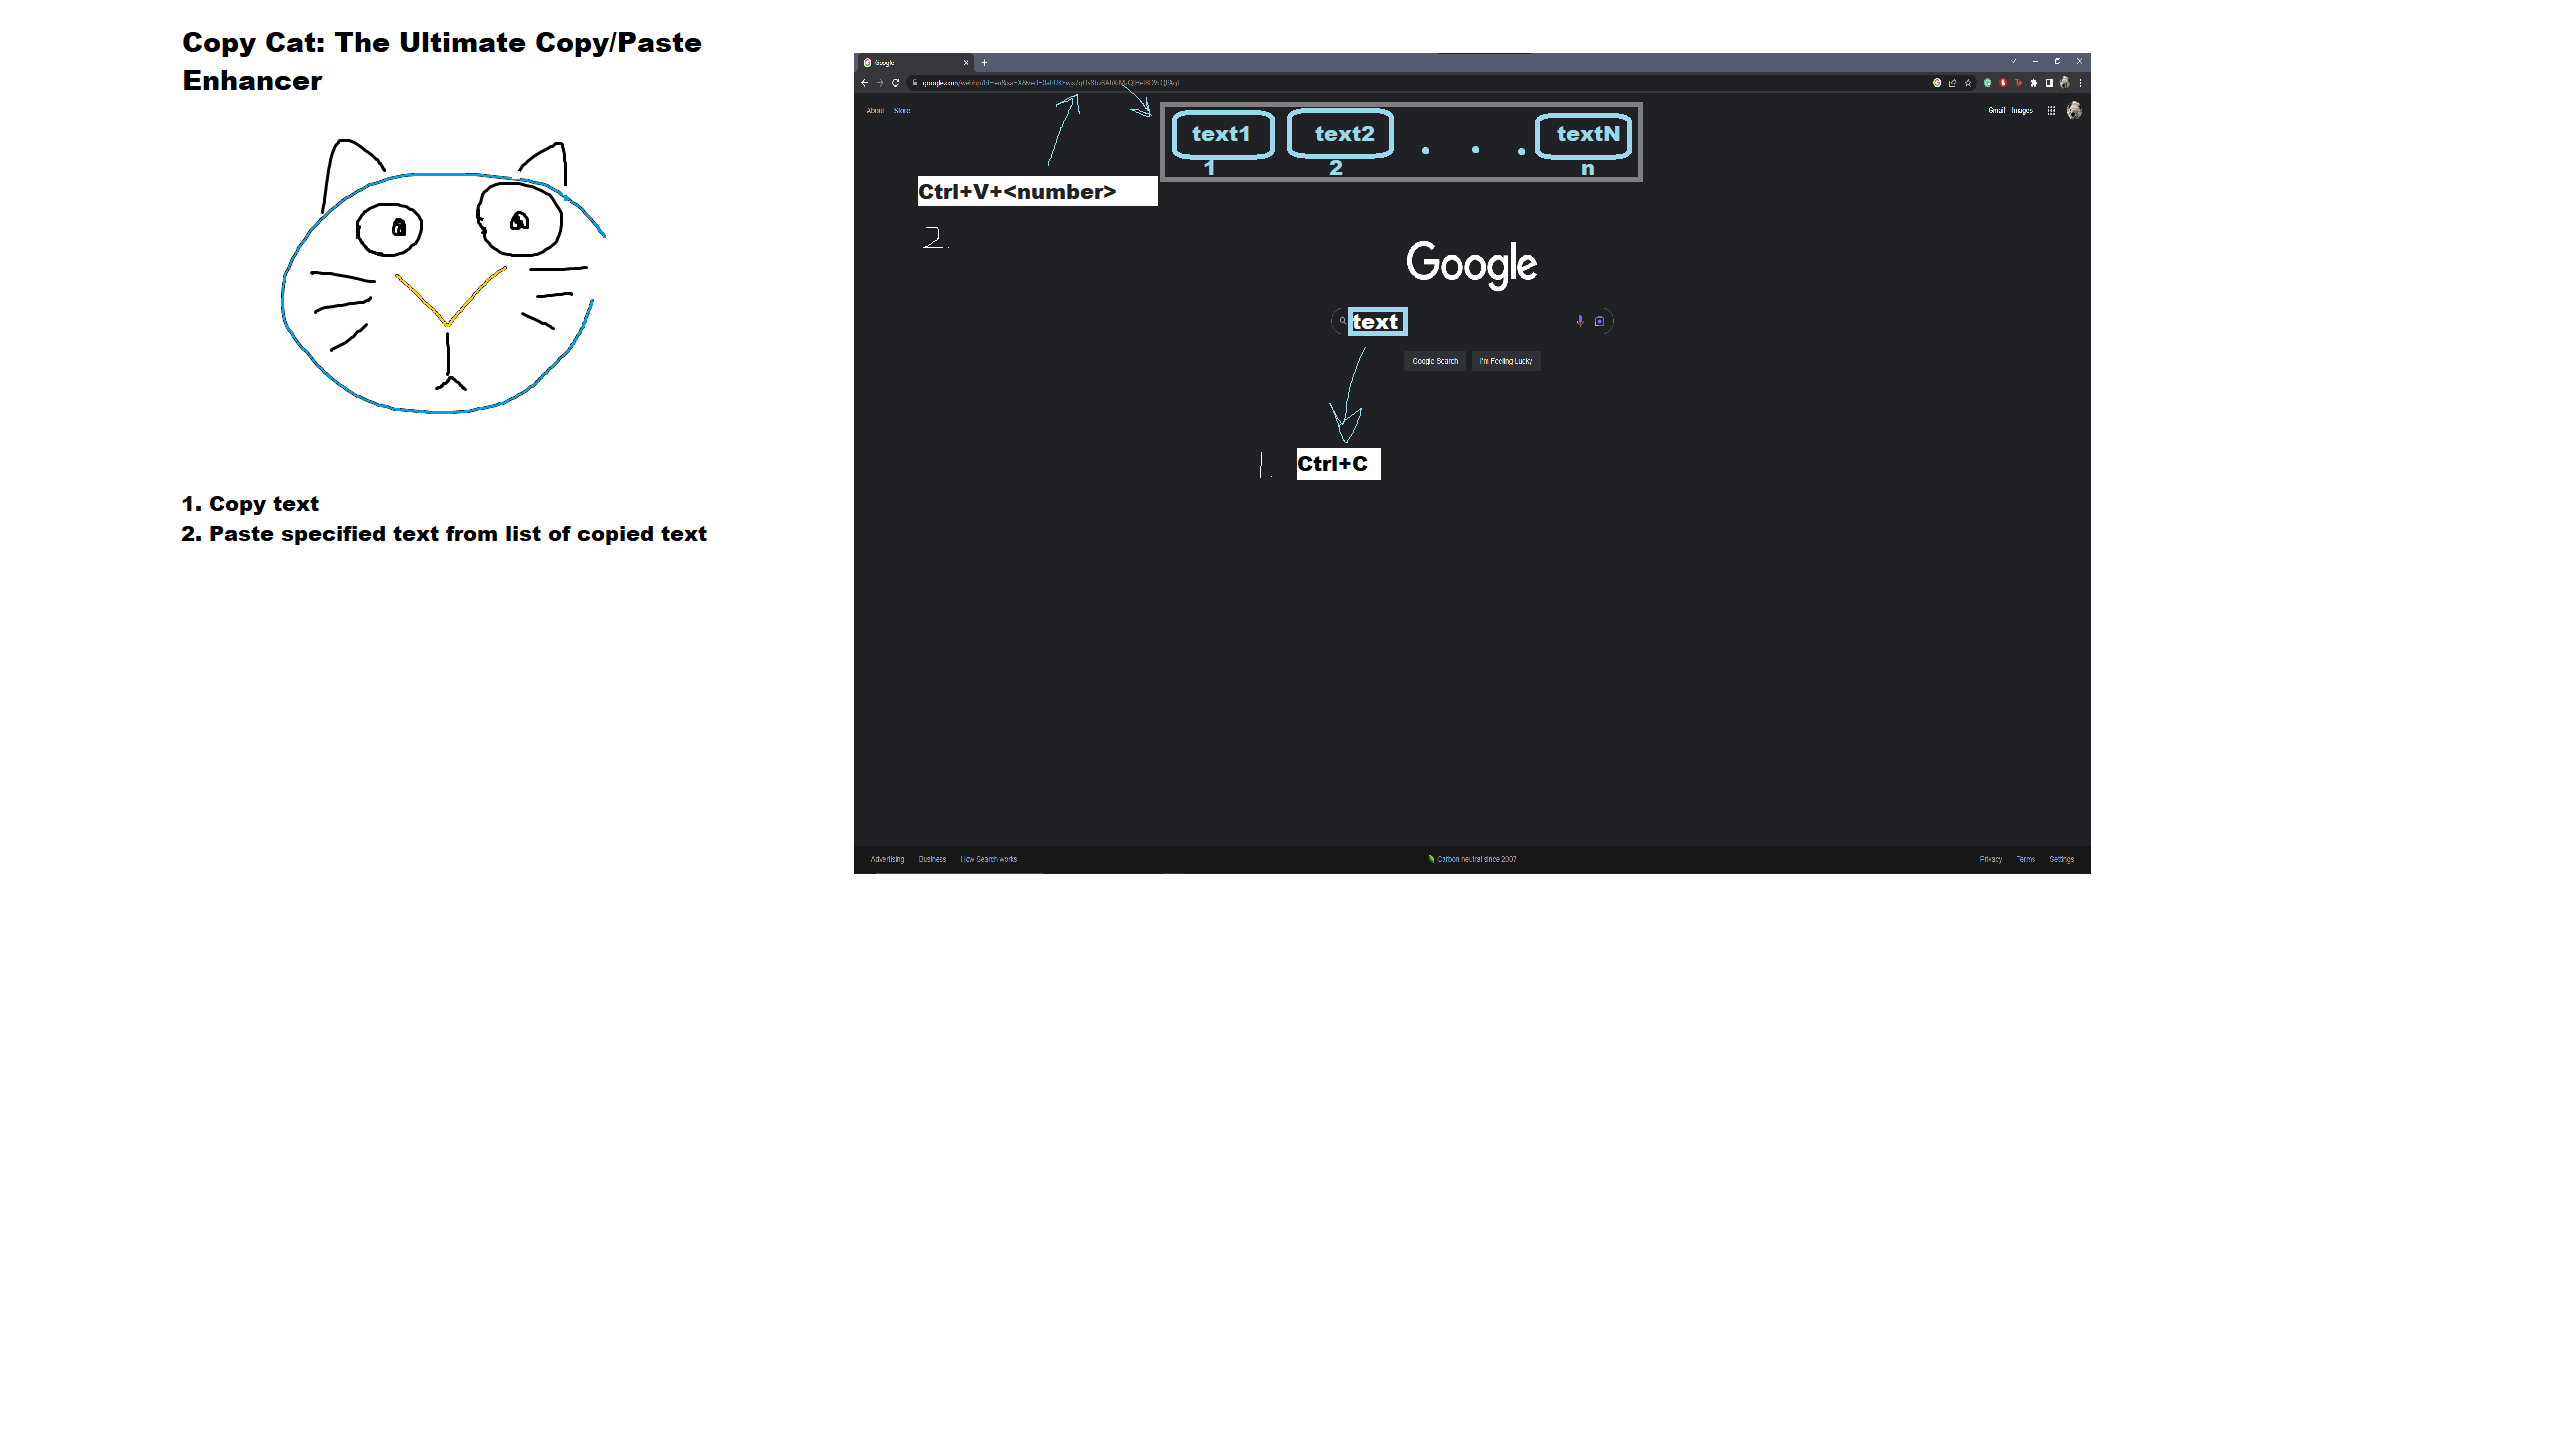 Copy Cat: The Ultimate Copy/Paste
Enhancer
1. Copy text
2. Paste specified text from list of copied text
Google
google.com
About Store
Gmail Images
text1 text2 . . . textN
1 2 n
Ctrl+V+<number>
2.
Google
text
Google Search I'm Feeling Lucky
1. Ctrl+C
Advertising Business How Search works
Carbon neutral since 2007
Privacy Terms Settings